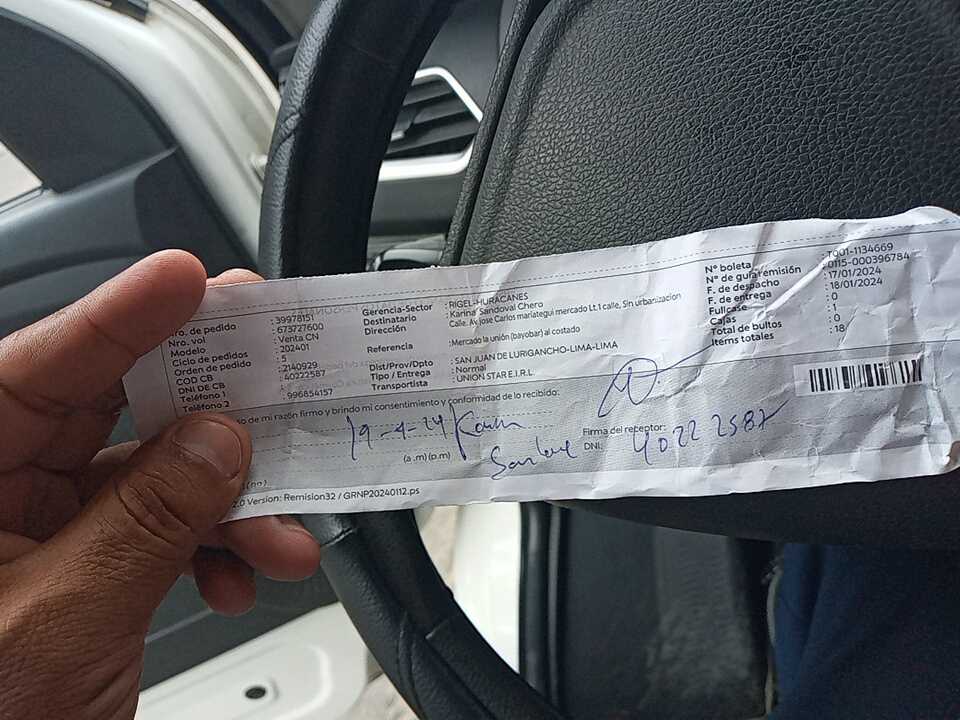 Nro. de pedido : 39978151
Nro. vol : 673727600
Modelo : Venta CN
Ciclo de pedidos : 202401
Orden de pedido : 5
COD CB : 2140929
DNI DE CB : 40222587
Teléfono 1 : 996854157
Teléfono 2
Gerencia-Sector : RIGEL-HURACANES
Destinatario : Karina Sandoval Chero
Dirección : Calle. Av. jose Carlos mariategui mercado Lt.1 calle, Sin urbanizacion
Referencia : Mercado la unión (bayobar) al costado
Dist/Prov/Dpto : SAN JUAN DE LURIGANCHO-LIMA-LIMA
Tipo / Entrega : Normal
Transportista : UNION STAR E.I.R.L.
N° boleta : T001-1134669
N° de guía remisión : 0115-000396784
F. de despacho : 17/01/2024
F. de entrega : 18/01/2024
Fullcase : 0
Cajas : 1
Total de bultos : 0
Items totales : 18
to de mi razón firmo y brindo mi consentimiento y conformidad de lo recibido:
19-1-24
(a .m) (p.m)
Firma del receptor:
DNI: 40222587
2.0 Version: Remision32 / GRNP20240112.ps